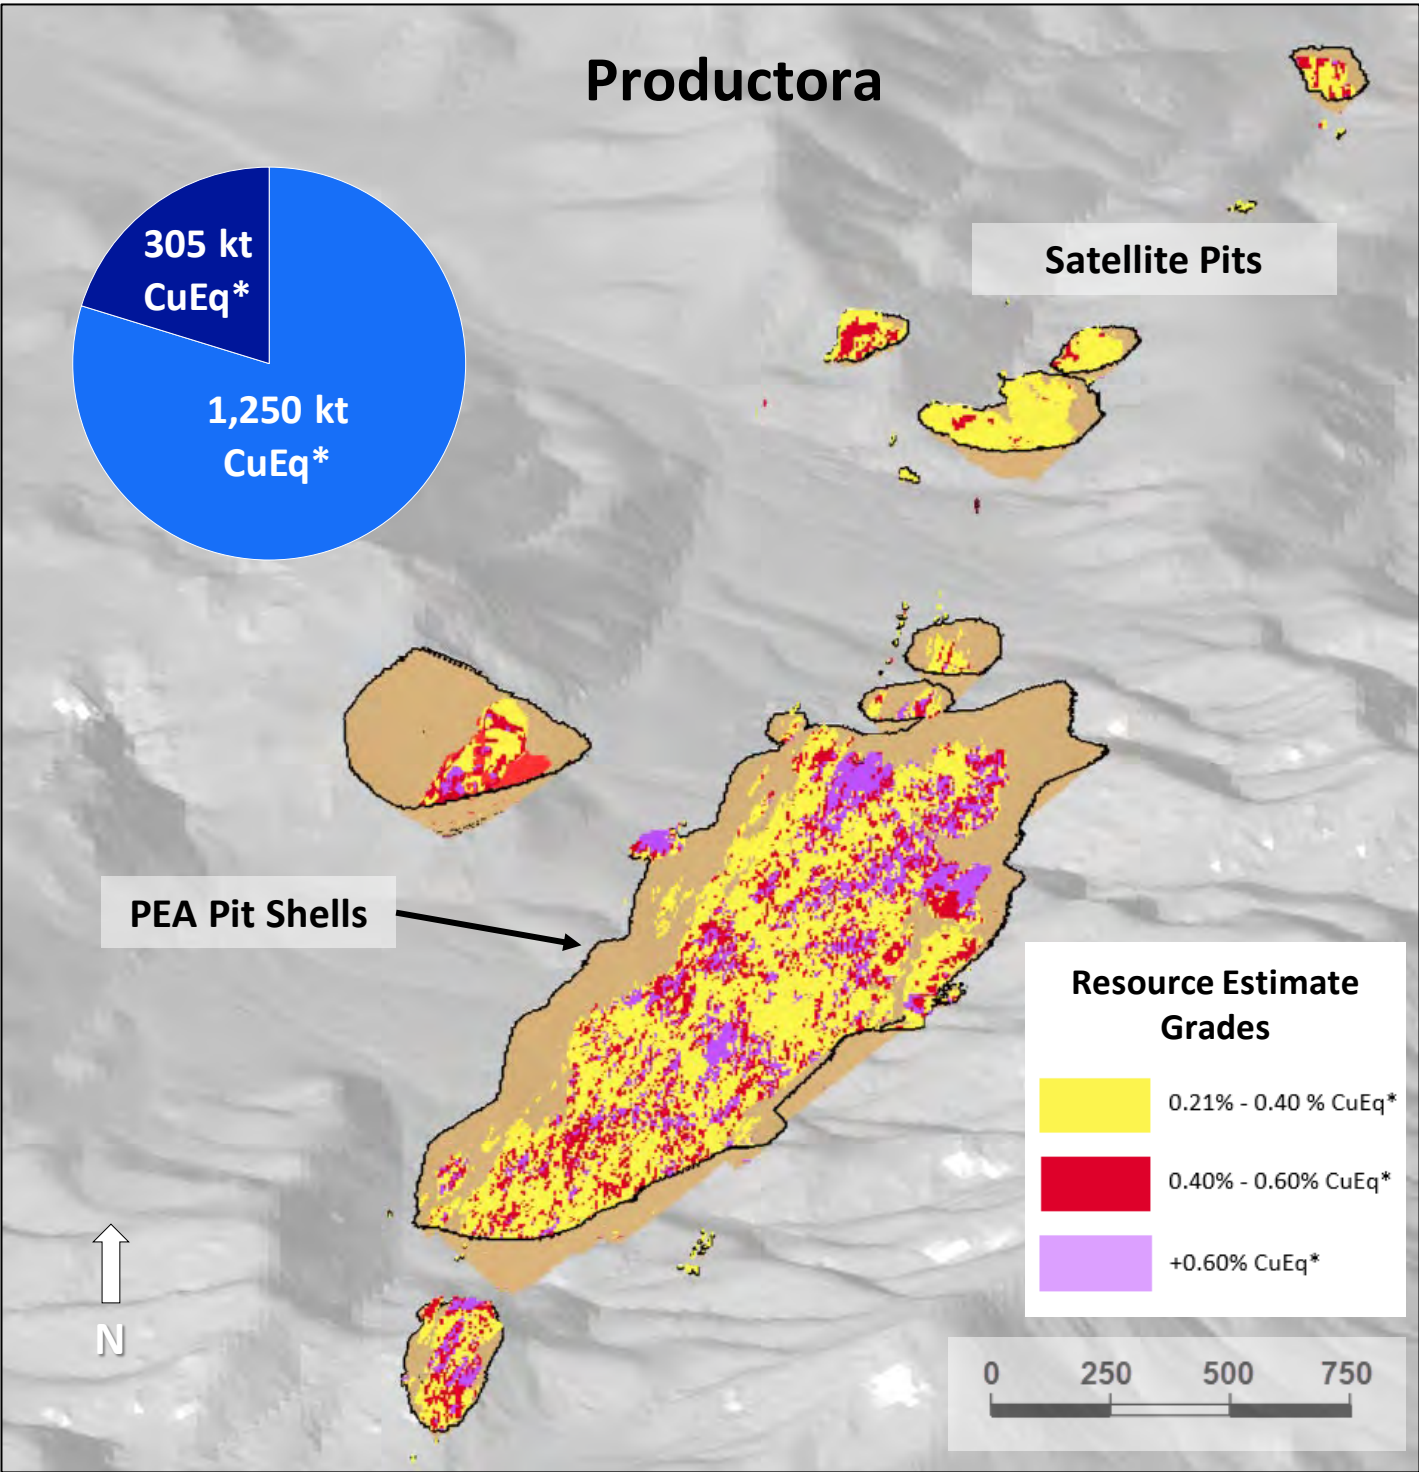 Productora
305 kt
CuEq*
1,250 kt
CuEq*
Satellite Pits
PEA Pit Shells
Resource Estimate
Grades
0.21% - 0.40 % CuEq*
0.40% - 0.60% CuEq*
+0.60% CuEq*
N
0 250 500 750